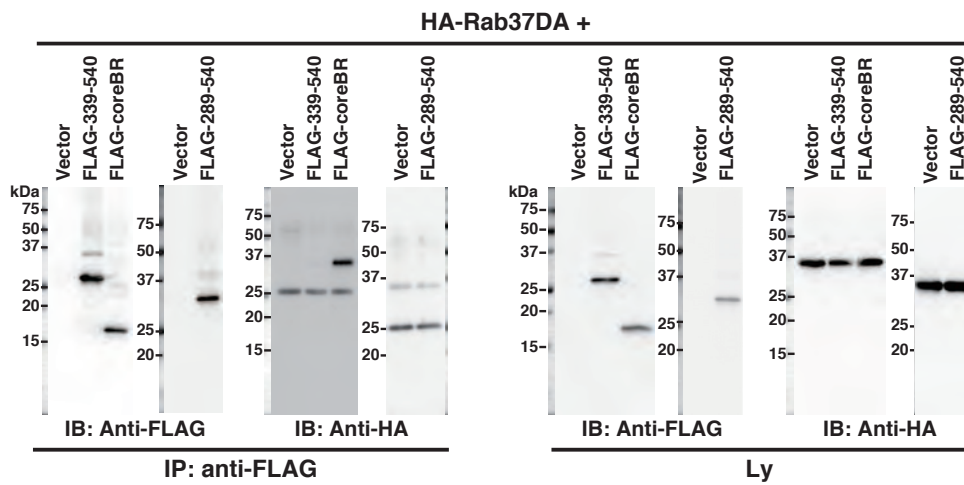 HA-Rab37DA +
Vector
FLAG-339-540
FLAG-coreBR
Vector
FLAG-289-540
Vector
FLAG-339-540
FLAG-coreBR
Vector
FLAG-289-540
Vector
FLAG-339-540
FLAG-coreBR
Vector
FLAG-289-540
Vector
FLAG-339-540
FLAG-coreBR
Vector
FLAG-289-540
kDa
75
50
37
25
20
15
75
50
37
25
20
75
50
37
25
20
15
75
50
37
25
20
kDa
75
50
37
25
20
15
75
50
37
25
20
75
50
37
25
20
15
75
50
37
25
20
IB: Anti-FLAG
IB: Anti-HA
IB: Anti-FLAG
IB: Anti-HA
IP: anti-FLAG
Ly